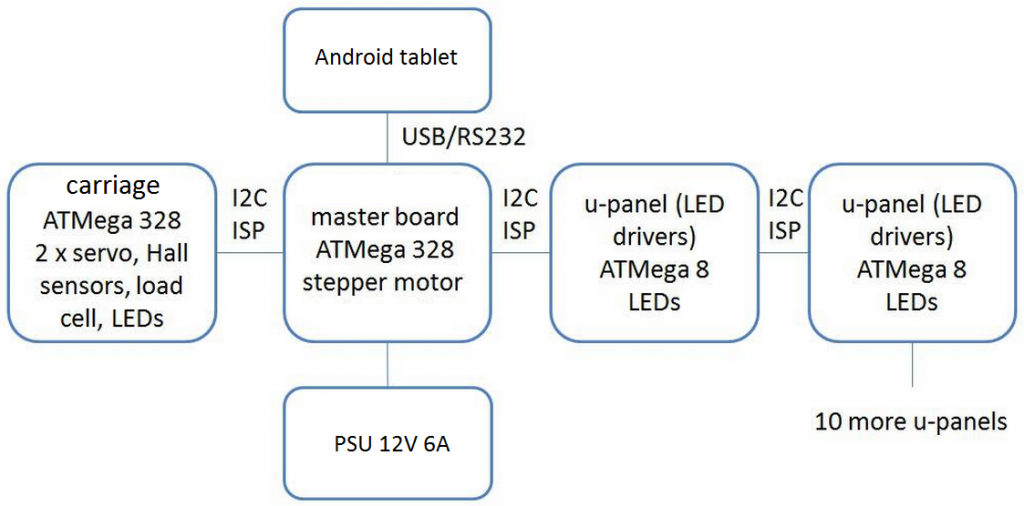 Android tablet
USB/RS232
carriage
ATMega 328
2 x servo, Hall
sensors, load
cell, LEDs
I2C
ISP
master board
ATMega 328
stepper motor
I2C
ISP
u-panel (LED
drivers)
ATMega 8
LEDs
I2C
ISP
u-panel (LED
drivers)
ATMega 8
LEDs
PSU 12V 6A
10 more u-panels